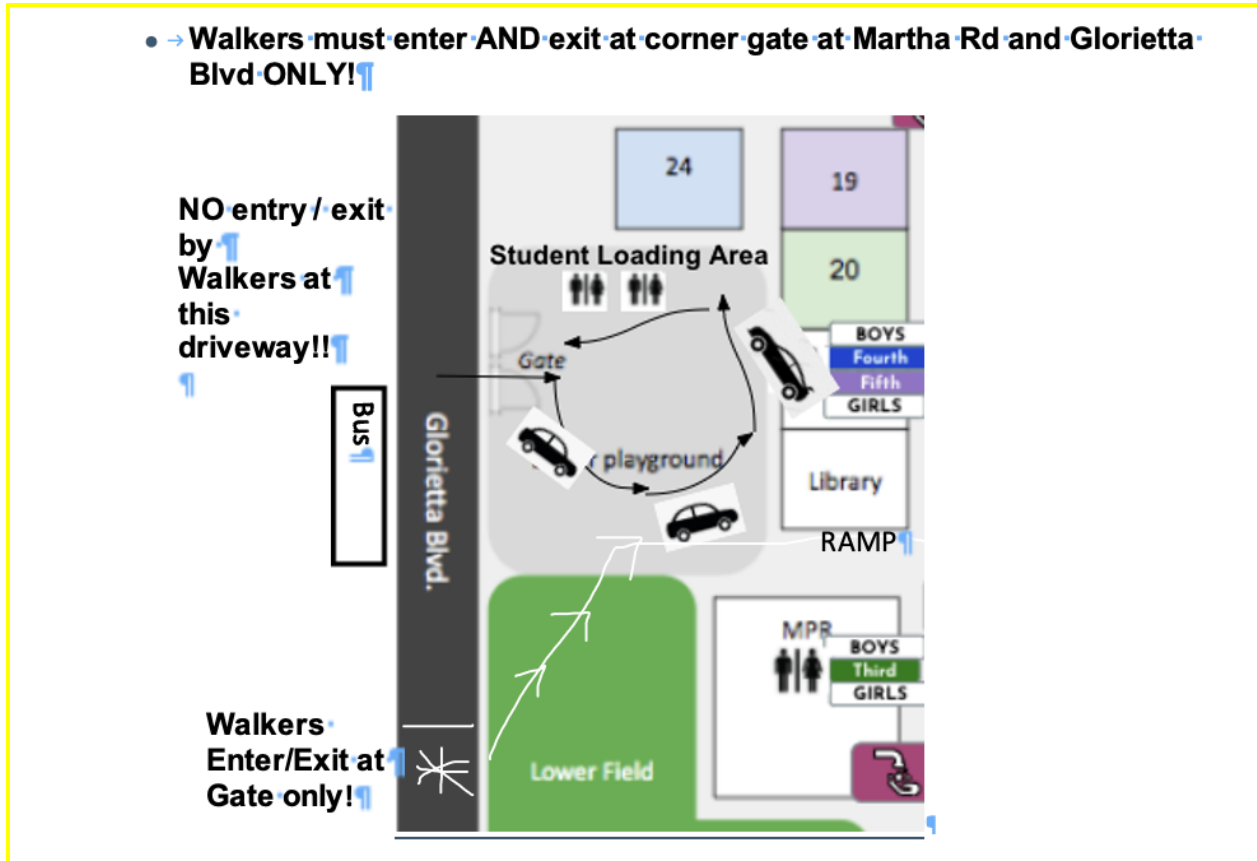 Walkers must enter AND exit at corner gate at Martha Rd and Glorietta
Blvd ONLY!
24
19
NO entry / exit
by
Walkers at
this
driveway!!
Student Loading Area
20
Gate
BOYS
Fourth
Fifth
GIRLS
Bus
Glorietta Blvd.
playground
Library
RAMP
MPR
BOYS
Third
GIRLS
Walkers
Enter/Exit at
Gate only!
Lower Field